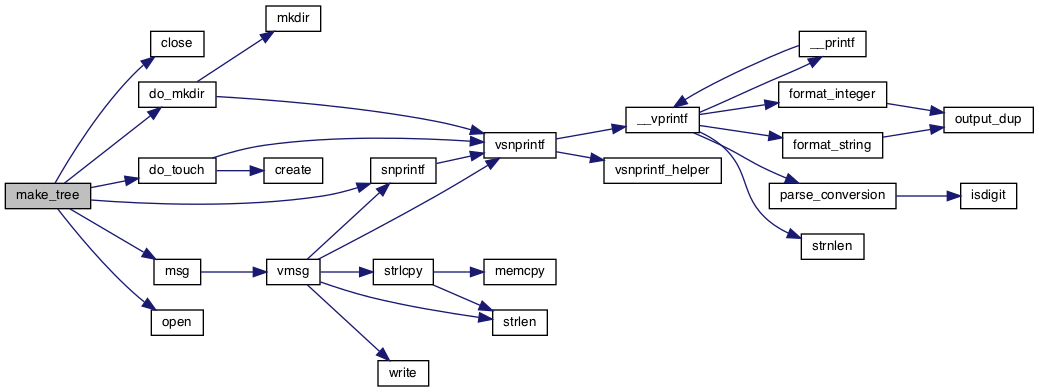 mkdir
close
__printf
do_mkdir
format_integer
output_dup
__vprintf
vsnprintf
format_string
do_touch
create
snprintf
vsnprintf_helper
make_tree
parse_conversion
isdigit
strnlen
msg
vmsg
strlcpy
memcpy
open
strlen
write